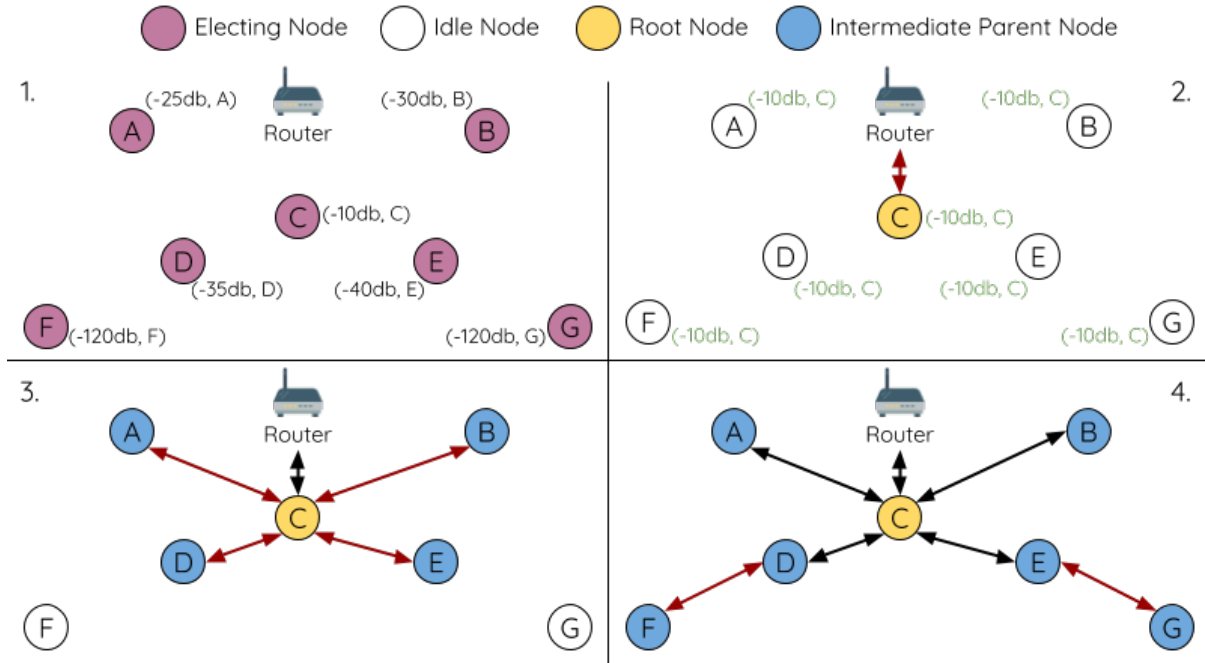 Electing Node Idle Node Root Node Intermediate Parent Node
1.
(-25db, A)
(-30db, B)
A
Router
B
C
(-10db, C)
D
E
(-35db, D)
(-40db, E)
F
(-120db, F)
(-120db, G)
G
2.
(-10db, C)
(-10db, C)
A
Router
B
C
(-10db, C)
D
E
(-10db, C)
(-10db, C)
F
(-10db, C)
(-10db, C)
G
3.
A
Router
B
C
D
E
F
G
4.
A
Router
B
C
D
E
F
G